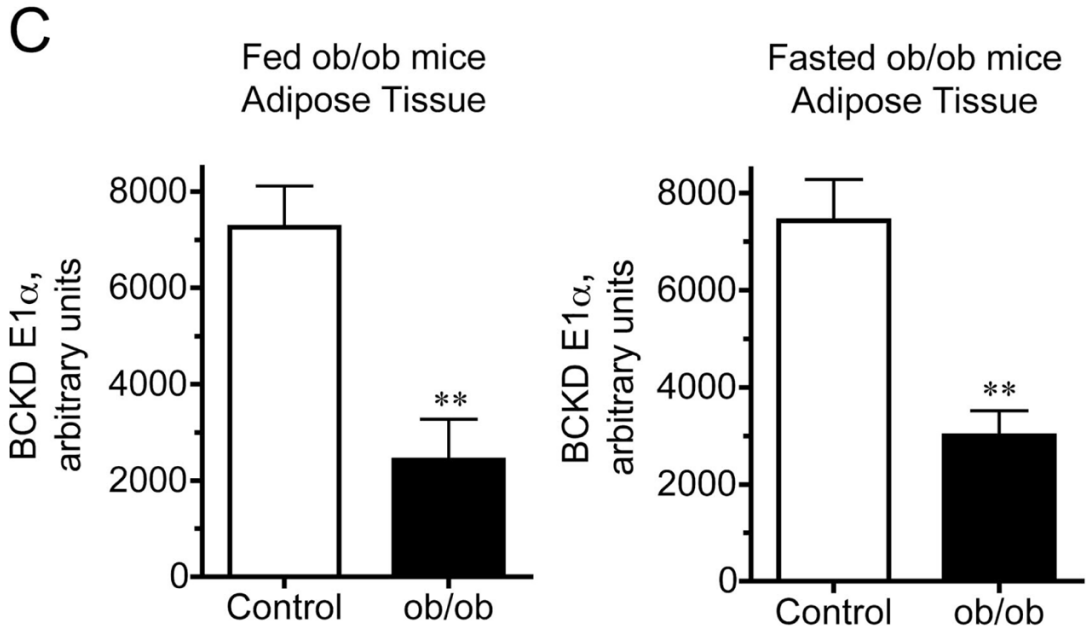 C
Fed ob/ob mice
Adipose Tissue
BCKD E1α,
arbitrary units
8000
6000
4000
2000
0
**
Control
ob/ob
Fasted ob/ob mice
Adipose Tissue
BCKD E1α,
arbitrary units
8000
6000
4000
2000
0
**
Control
ob/ob